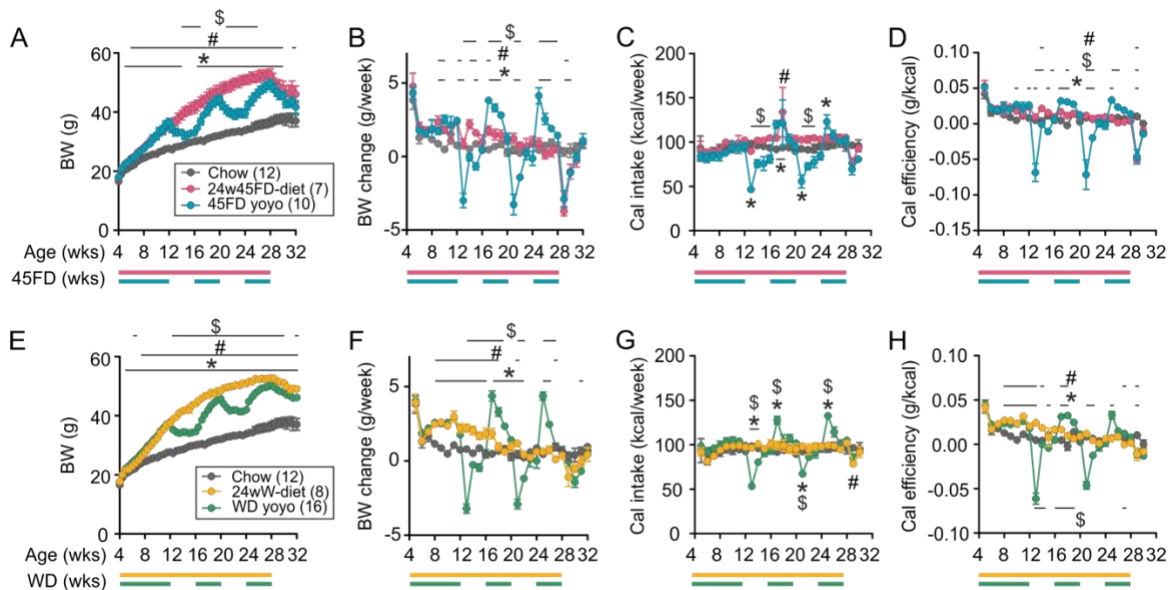 A
$
#
*
BW (g)
60
40
20
0
4 8 12 16 20 24 28 32
Chow (12)
24w45FD-diet (7)
45FD yoyo (10)
Age (wks)
45FD (wks)
B
$
#
*
BW change (g/week)
5
0
-5
4 8 12 16 20 24 28 32
C
Cal intake (kcal/week)
200
150
100
50
0
#
$ $ *
*
* *
4 8 12 16 20 24 28 32
D
Cal efficiency (g/kcal)
0.10
0.05
0.00
-0.05
-0.10
-0.15
#
$
*
4 8 12 16 20 24 28 32
E
$
#
*
BW (g)
60
40
20
0
4 8 12 16 20 24 28 32
Chow (12)
24wW-diet (8)
WD yoyo (16)
Age (wks)
WD (wks)
F
$
#
*
BW change (g/week)
5
0
-5
4 8 12 16 20 24 28 32
G
Cal intake (kcal/week)
200
150
100
50
0
$ $ $
* * *
*
$
#
4 8 12 16 20 24 28 32
H
Cal efficiency (g/kcal)
0.10
0.05
0.00
-0.05
-0.10
#
*
$
4 8 12 16 20 24 28 32